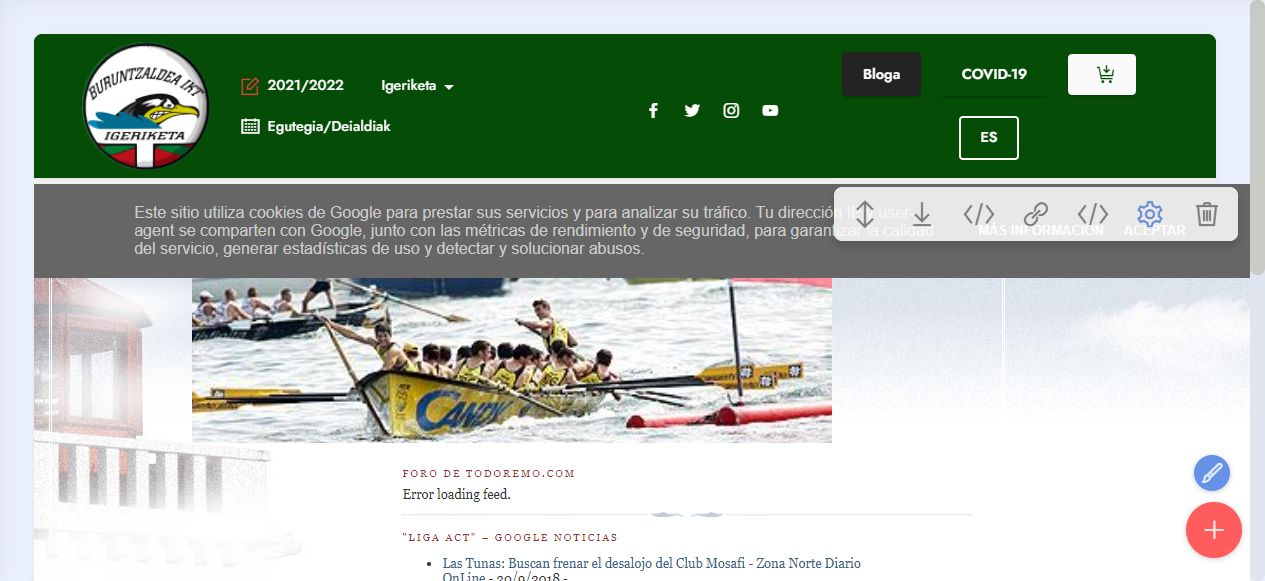 BURUNTZALDEA IKT
IGERIKETA
2021/2022
Igeriketa
Egutegia/Deialdiak
Bloga
COVID-19
ES
Este sitio utiliza cookies de Google para prestar sus servicios y para analizar su tráfico. Tu dirección IP y user-
agent se comparten con Google, junto con las métricas de rendimiento y de seguridad, para garantizar la calidad
del servicio, generar estadísticas de uso y detectar y solucionar abusos.
MÁS INFORMACIÓN ACEPTAR
CANDY
FORO DE TODOREMO.COM
Error loading feed.
"LIGA ACT" – GOOGLE NOTICIAS
• Las Tunas: Buscan frenar el desalojo del Club Mosafi - Zona Norte Diario
OnLine - 20/9/2018 -